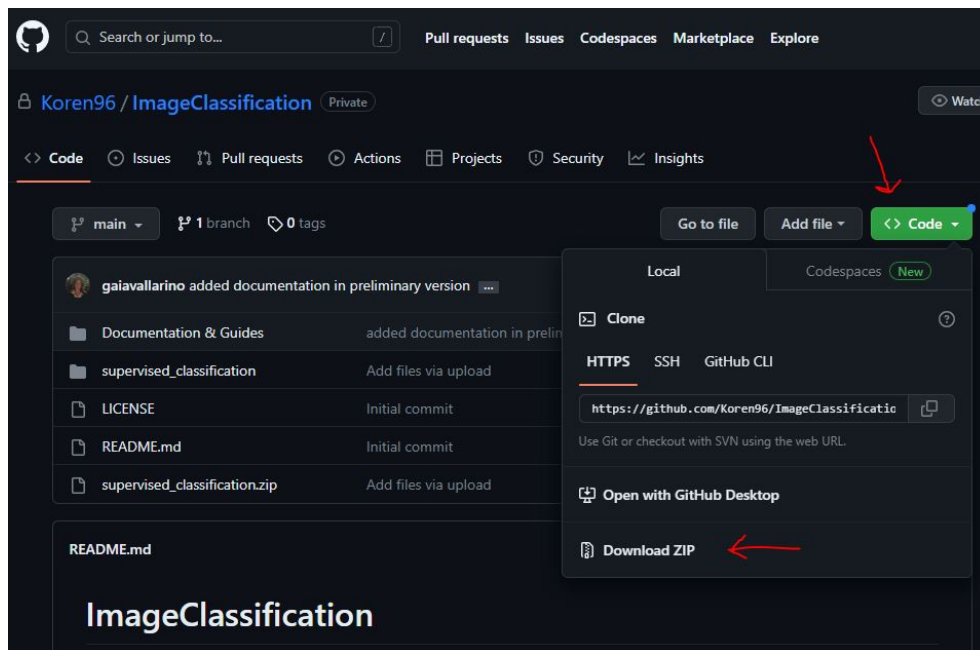 Search or jump to... / Pull requests Issues Codespaces Marketplace Explore
Koren96 / ImageClassification Private
<> Code Issues Pull requests Actions Projects Security Insights
main 1 branch 0 tags Go to file Add file <> Code
gaiavallarino added documentation in preliminary version ...
Documentation & Guides added documentation in
supervised_classification Add files via upload
LICENSE Initial commit
README.md Initial commit
supervised_classification.zip Add files via upload
Local Codespaces New
Clone
HTTPS SSH GitHub CLI
https://github.com/Koren96/ImageClassificatio
Use Git or checkout with SVN using the web URL.
Open with GitHub Desktop
Download ZIP
README.md
ImageClassification